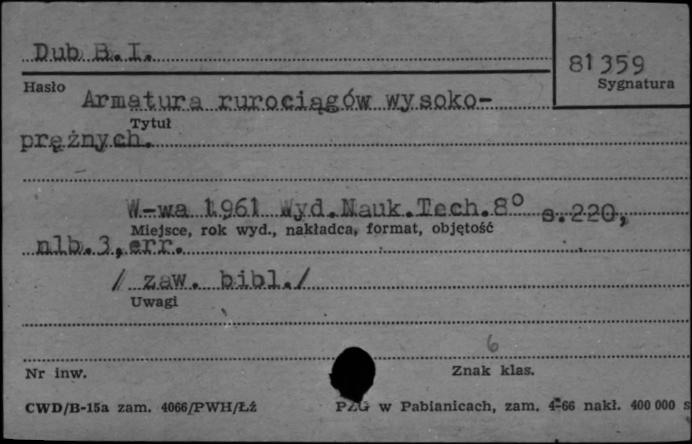 Dub B.I.
81359
Hasło
Sygnatura
Armatura rurociągów wysoko-
Tytuł
prężnych.
W-wa 1961 Wyd.Nauk.Tech.8° s.220,
Miejsce, rok wyd., nakładca, format, objętość
nlb.3,err.
/ zaw. bibl./
Uwagi
6
Nr inw.
Znak klas.
CWD/B-15a zam. 4066/PWH/Łź
PZG w Pabianicach, zam. 4-66 nakł. 400 000 s